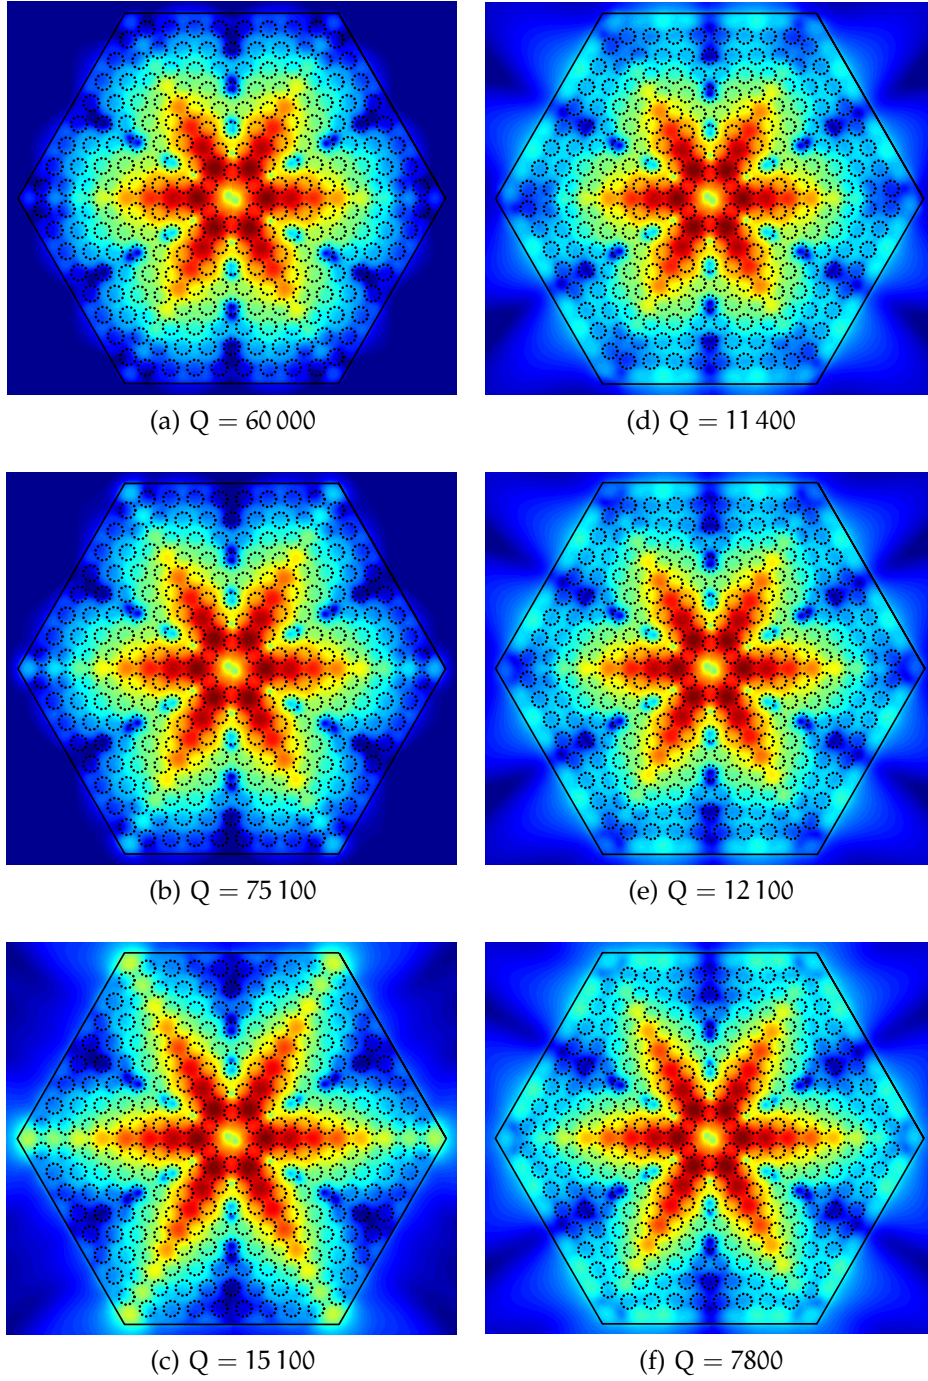 (a) Q = 60 000
(d) Q = 11 400
(b) Q = 75 100
(e) Q = 12 100
(c) Q = 15 100
(f) Q = 7800